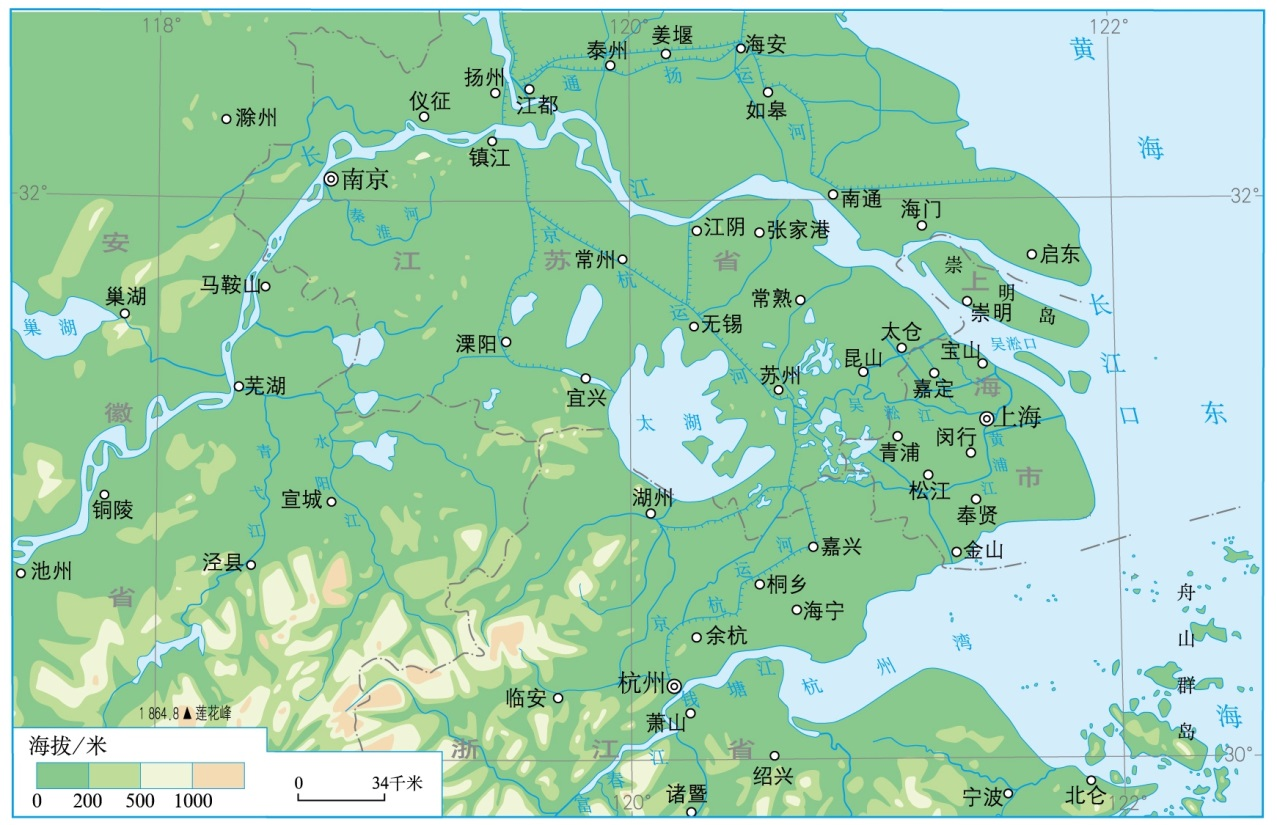 118°
120°
122°
黄
海
姜堰
海安
泰州
扬州
通
扬
运
河
江都
如皋
仪征
滁州
镇江
长
江
南京
32°
32°
南通
海门
秦
淮
河
江阴
张家港
启东
安
徽
省
江
苏
省
京
杭
运
河
常州
崇
明
岛
上
海
市
马鞍山
巢湖
巢湖
常熟
崇明
长
江
口
无锡
太仓
宝山
吴淞口
溧阳
昆山
嘉定
芜湖
宜兴
苏州
太湖
吴
淞
江
上海
东
海
闵行
黄
浦
江
青浦
青
弋
江
水
阳
江
铜陵
宣城
湖州
松江
奉贤
池州
泾县
嘉兴
金山
河
运
杭
京
桐乡
海宁
余杭
舟
山
群
岛
杭
州
湾
临安
杭州
钱
塘
江
萧山
1 864.8▲莲花峰
浙
江
省
富
春
江
绍兴
30°
诸暨
宁波
北仑
120°
122°
海拔/米
0 200 500 1000
0 34千米